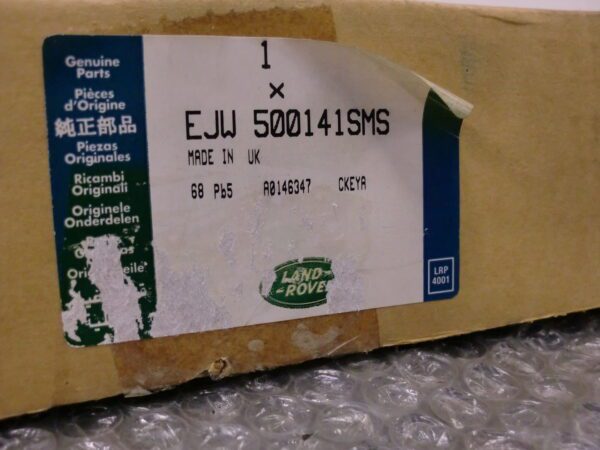 Genuine
Parts
Pièces
d'Origine
純正部品
Piezas
Originales
Ricambi
Originali
Originele
Onderdelen
1
×
EJW 500141SMS
MADE IN UK
68 Pb5 A0146347 CKEYA
LAND
ROVER
LRP
4001